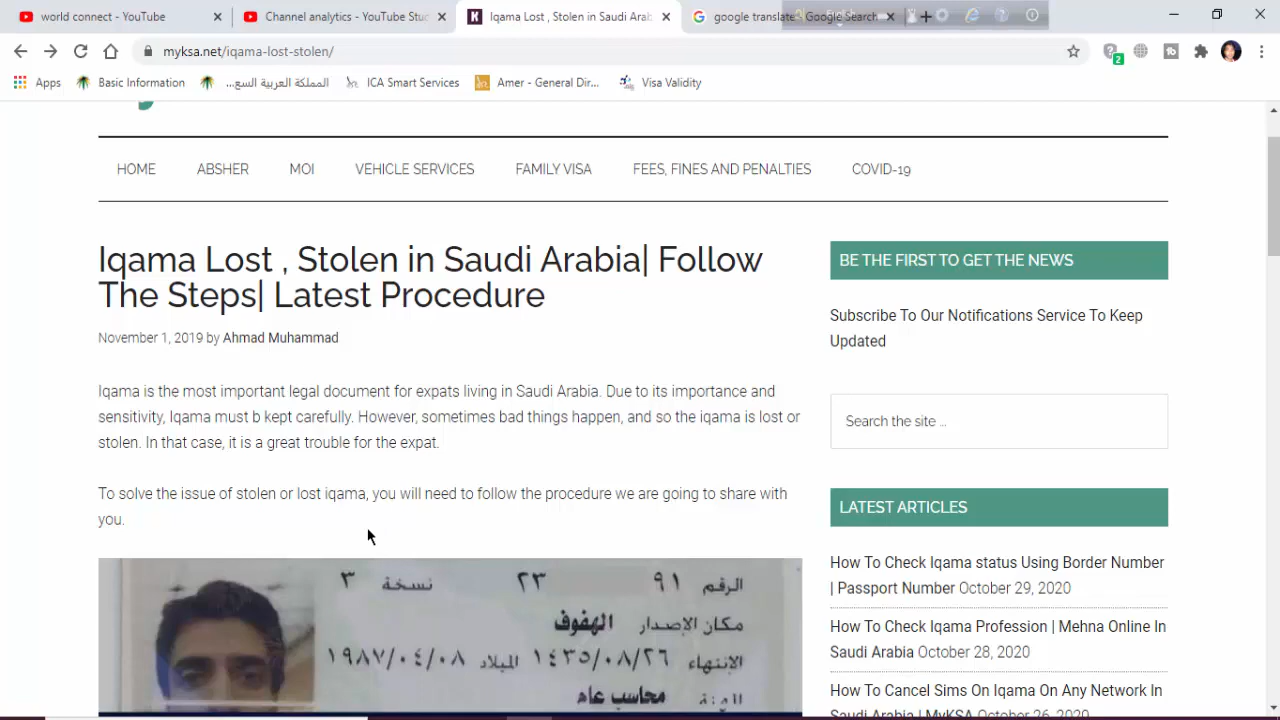 world connect - YouTube
Channel analytics - YouTube Stu
Iqama Lost , Stolen in Saudi Arab
google translate - Google Search
myksa.net/iqama-lost-stolen/
2
Apps
Basic Information
المملكة العربية السع...
ICA Smart Services
Amer - General Dir...
Visa Validity
HOME
ABSHER
MOI
VEHICLE SERVICES
FAMILY VISA
FEES, FINES AND PENALTIES
COVID-19
Iqama Lost , Stolen in Saudi Arabia| Follow
The Steps| Latest Procedure
November 1, 2019 by Ahmad Muhammad
Iqama is the most important legal document for expats living in Saudi Arabia. Due to its importance and
sensitivity, Iqama must b kept carefully. However, sometimes bad things happen, and so the iqama is lost or
stolen. In that case, it is a great trouble for the expat.
To solve the issue of stolen or lost iqama, you will need to follow the procedure we are going to share with
you.
الرقم ٩١ ٢٣ نسخة ٣
مكان الإصدار الهفوف
الإنتهاء ١٤٣٥/٠٨/٢٦ الميلاد ١٩٨٧/٠٤/٠٨
المهنة محاسب عام
BE THE FIRST TO GET THE NEWS
Subscribe To Our Notifications Service To Keep
Updated
Search the site ...
LATEST ARTICLES
How To Check Iqama status Using Border Number
| Passport Number October 29, 2020
How To Check Iqama Profession | Mehna Online In
Saudi Arabia October 28, 2020
How To Cancel Sims On Iqama On Any Network In
Saudi Arabia | MyKSA October 26, 2020